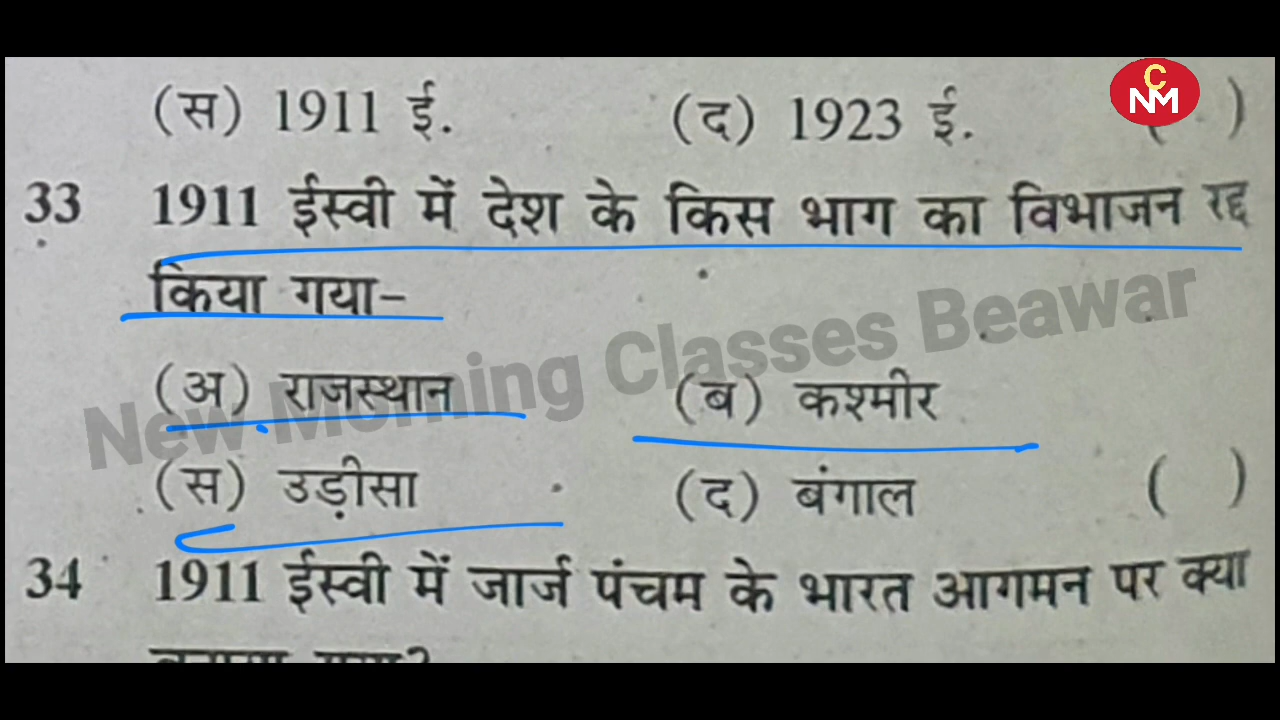 CNM
(स) 1911 ई. (द) 1923 ई. ( )
33 1911 ईस्वी में देश के किस भाग का विभाजन रद्द
किया गया–
(अ) राजस्थान (ब) कश्मीर
(स) उड़ीसा (द) बंगाल ( )
New Morning Classes Beawar
34 1911 ईस्वी में जार्ज पंचम के भारत आगमन पर क्या